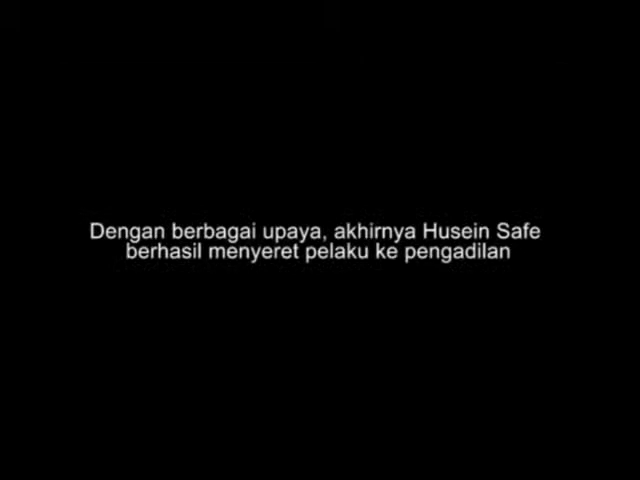 Dengan berbagai upaya, akhirnya Husein Safe
berhasil menyeret pelaku ke pengadilan